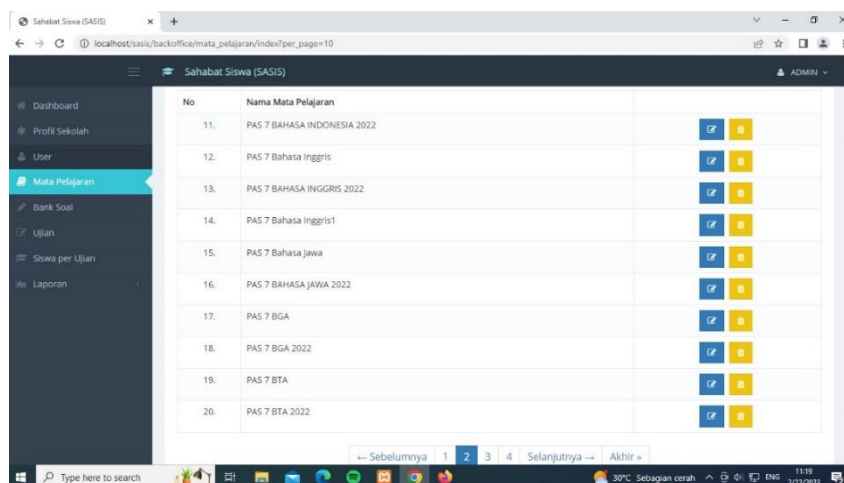 Sahabat Siswa (SASIS)
localhost/sasis/backoffice/mata_pelajaran/index?per_page=10
Sahabat Siswa (SASIS)
ADMIN
Dashboard
Profil Sekolah
User
Mata Pelajaran
Bank Soal
Ujian
Siswa per Ujian
Laporan
No Nama Mata Pelajaran
11. PAS 7 BAHASA INDONESIA 2022
12. PAS 7 Bahasa Inggris
13. PAS 7 BAHASA INGGRIS 2022
14. PAS 7 Bahasa Inggris1
15. PAS 7 Bahasa Jawa
16. PAS 7 BAHASA JAWA 2022
17. PAS 7 BGA
18. PAS 7 BGA 2022
19. PAS 7 BTA
20. PAS 7 BTA 2022
← Sebelumnya 1 2 3 4 Selanjutnya → Akhir »
Type here to search
30°C Sebagian cerah
ENG
11:19